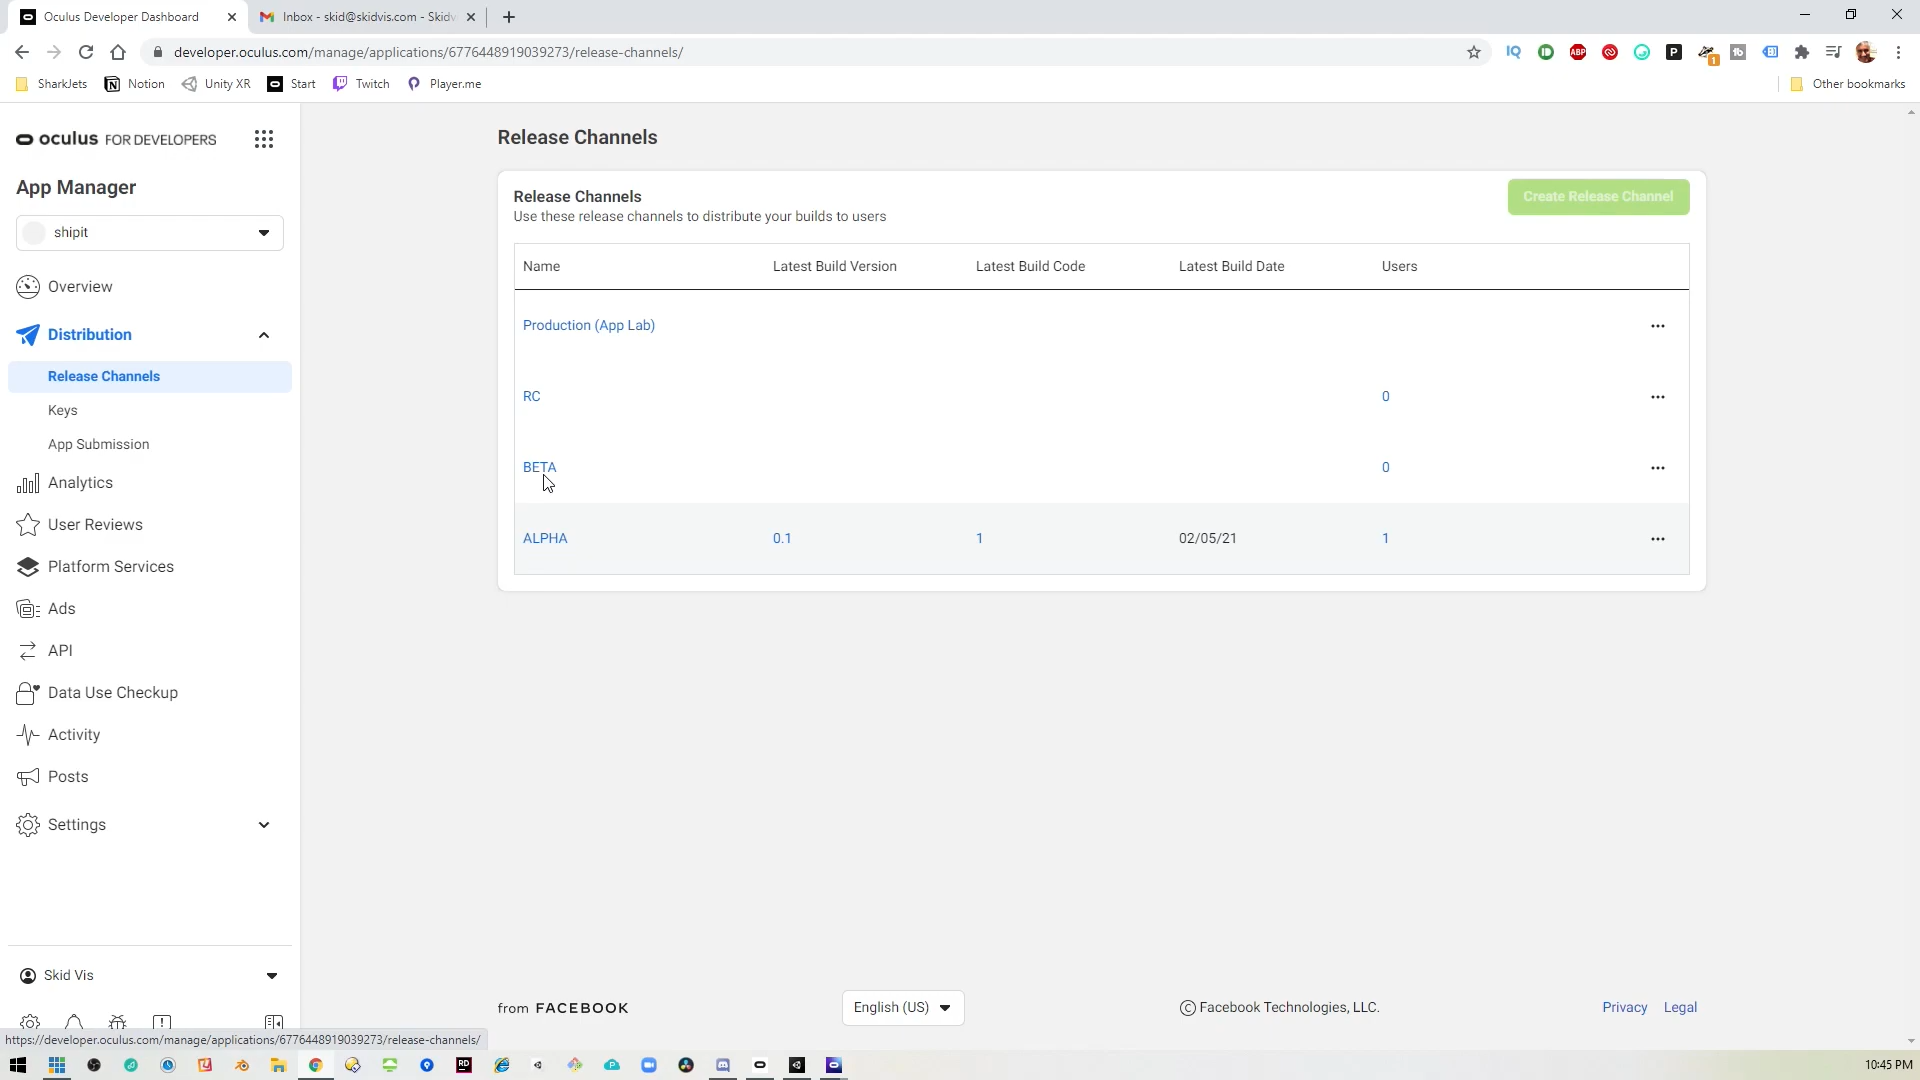 Oculus Developer Dashboard
Inbox - skid@skidvis.com - Skidv
developer.oculus.com/manage/applications/6776448919039273/release-channels/
SharkJets Notion Unity XR Start Twitch Player.me Other bookmarks
oculus FOR DEVELOPERS
App Manager
shipit
Overview
Distribution
Release Channels
Keys
App Submission
Analytics
User Reviews
Platform Services
Ads
API
Data Use Checkup
Activity
Posts
Settings
Skid Vis
Release Channels
Release Channels
Use these release channels to distribute your builds to users
Create Release Channel
Name Latest Build Version Latest Build Code Latest Build Date Users
Production (App Lab)
RC 0
BETA 0
ALPHA 0.1 1 02/05/21 1
from FACEBOOK
English (US)
© Facebook Technologies, LLC.
Privacy Legal
https://developer.oculus.com/manage/applications/6776448919039273/release-channels/
10:45 PM